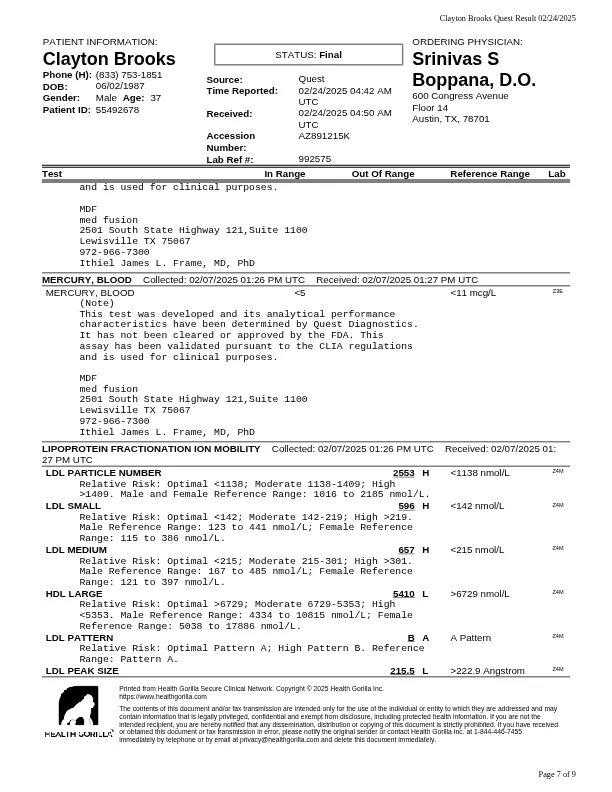 Clayton Brooks Quest Result 02/24/2025
PATIENT INFORMATION:
Clayton Brooks
Phone (H): (833) 753-1851
DOB: 06/02/1987
Gender: Male Age: 37
Patient ID: 55492678
STATUS: Final
Source: Quest
Time Reported: 02/24/2025 04:42 AM
UTC
Received: 02/24/2025 04:50 AM
UTC
Accession AZ891215K
Number:
Lab Ref #: 992575
ORDERING PHYSICIAN:
Srinivas S
Boppana, D.O.
600 Congress Avenue
Floor 14
Austin, TX, 78701
Test In Range Out Of Range Reference Range Lab
and is used for clinical purposes.
MDF
med fusion
2501 South State Highway 121,Suite 1100
Lewisville TX 75067
972-966-7300
Ithiel James L. Frame, MD, PhD
MERCURY, BLOOD Collected: 02/07/2025 01:26 PM UTC Received: 02/07/2025 01:27 PM UTC
MERCURY, BLOOD <5 <11 mcg/L Z3E
(Note)
This test was developed and its analytical performance
characteristics have been determined by Quest Diagnostics.
It has not been cleared or approved by the FDA. This
assay has been validated pursuant to the CLIA regulations
and is used for clinical purposes.
MDF
med fusion
2501 South State Highway 121,Suite 1100
Lewisville TX 75067
972-966-7300
Ithiel James L. Frame, MD, PhD
LIPOPROTEIN FRACTIONATION ION MOBILITY Collected: 02/07/2025 01:26 PM UTC Received: 02/07/2025 01:
27 PM UTC
LDL PARTICLE NUMBER 2553 H <1138 nmol/L Z4M
Relative Risk: Optimal <1138; Moderate 1138-1409; High
>1409. Male and Female Reference Range: 1016 to 2185 nmol/L.
LDL SMALL 596 H <142 nmol/L Z4M
Relative Risk: Optimal <142; Moderate 142-219; High >219.
Male Reference Range: 123 to 441 nmol/L; Female Reference
Range: 115 to 386 nmol/L.
LDL MEDIUM 657 H <215 nmol/L Z4M
Relative Risk: Optimal <215; Moderate 215-301; High >301.
Male Reference Range: 167 to 485 nmol/L; Female Reference
Range: 121 to 397 nmol/L.
HDL LARGE 5410 L >6729 nmol/L Z4M
Relative Risk: Optimal >6729; Moderate 6729-5353; High
<5353. Male Reference Range: 4334 to 10815 nmol/L; Female
Reference Range: 5038 to 17886 nmol/L.
LDL PATTERN B A A Pattern Z4M
Relative Risk: Optimal Pattern A; High Pattern B. Reference
Range: Pattern A.
LDL PEAK SIZE 215.5 L >222.9 Angstrom Z4M
HEALTH GORILLA
Printed from Health Gorilla Secure Clinical Network. Copyright © 2025 Health Gorilla Inc.
https://www.healthgorilla.com
The contents of this document and/or fax transmission are intended only for the use of the individual or entity to which they are addressed and may
contain information that is legally privileged, confidential and exempt from disclosure, including protected health information. If you are not the
intended recipient, you are hereby notified that any dissemination, distribution or copying of this document is strictly prohibited. If you have received
or obtained this document or fax transmission in error, please notify the original sender or contact Health Gorilla Inc. at 1-844-446-7455
immediately by telephone or by email at privacy@healthgorilla.com and delete this document immediately.
Page 7 of 9